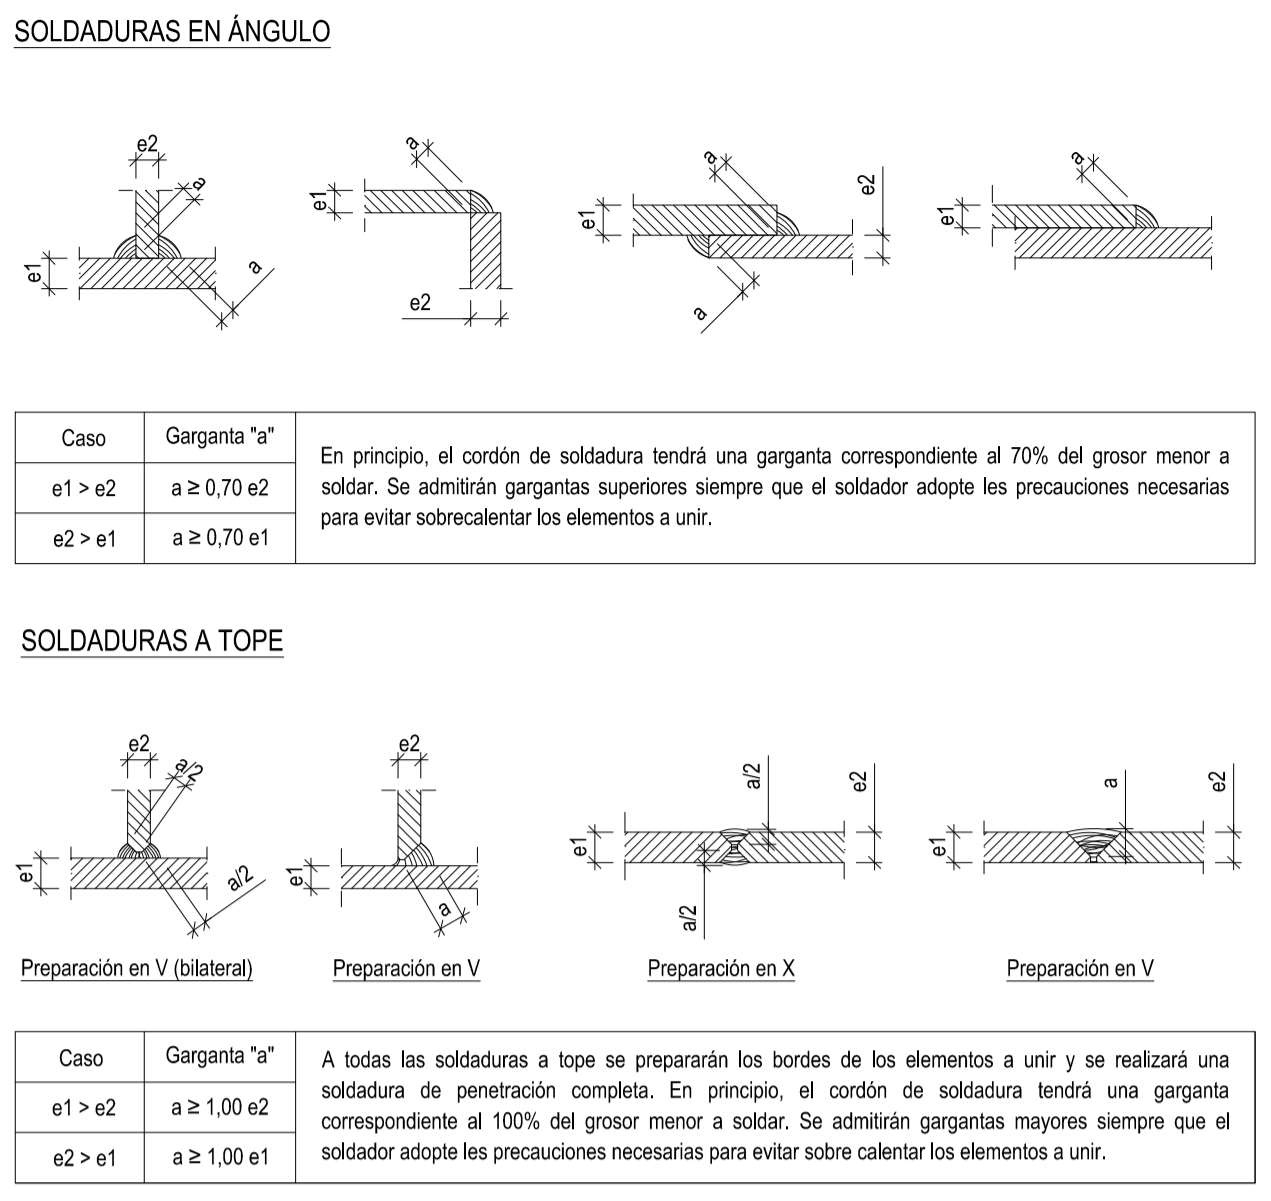 SOLDADURAS EN ÁNGULO
e2
a
e1
a
a
e1
e2
a
e1
e2
a
a
e1
Caso
Garganta "a"
e1 > e2
a ≥ 0,70 e2
e2 > e1
a ≥ 0,70 e1
En principio, el cordón de soldadura tendrá una garganta correspondiente al 70% del grosor menor a
soldar. Se admitirán gargantas superiores siempre que el soldador adopte les precauciones necesarias
para evitar sobrecalentar los elementos a unir.
SOLDADURAS A TOPE
e2
a/2
e1
a/2
Preparación en V (bilateral)
e2
e1
a
Preparación en V
a/2
e2
e1
a/2
Preparación en X
a
e2
e1
Preparación en V
Caso
Garganta "a"
e1 > e2
a ≥ 1,00 e2
e2 > e1
a ≥ 1,00 e1
A todas las soldaduras a tope se prepararán los bordes de los elementos a unir y se realizará una
soldadura de penetración completa. En principio, el cordón de soldadura tendrá una garganta
correspondiente al 100% del grosor menor a soldar. Se admitirán gargantas mayores siempre que el
soldador adopte les precauciones necesarias para evitar sobre calentar los elementos a unir.